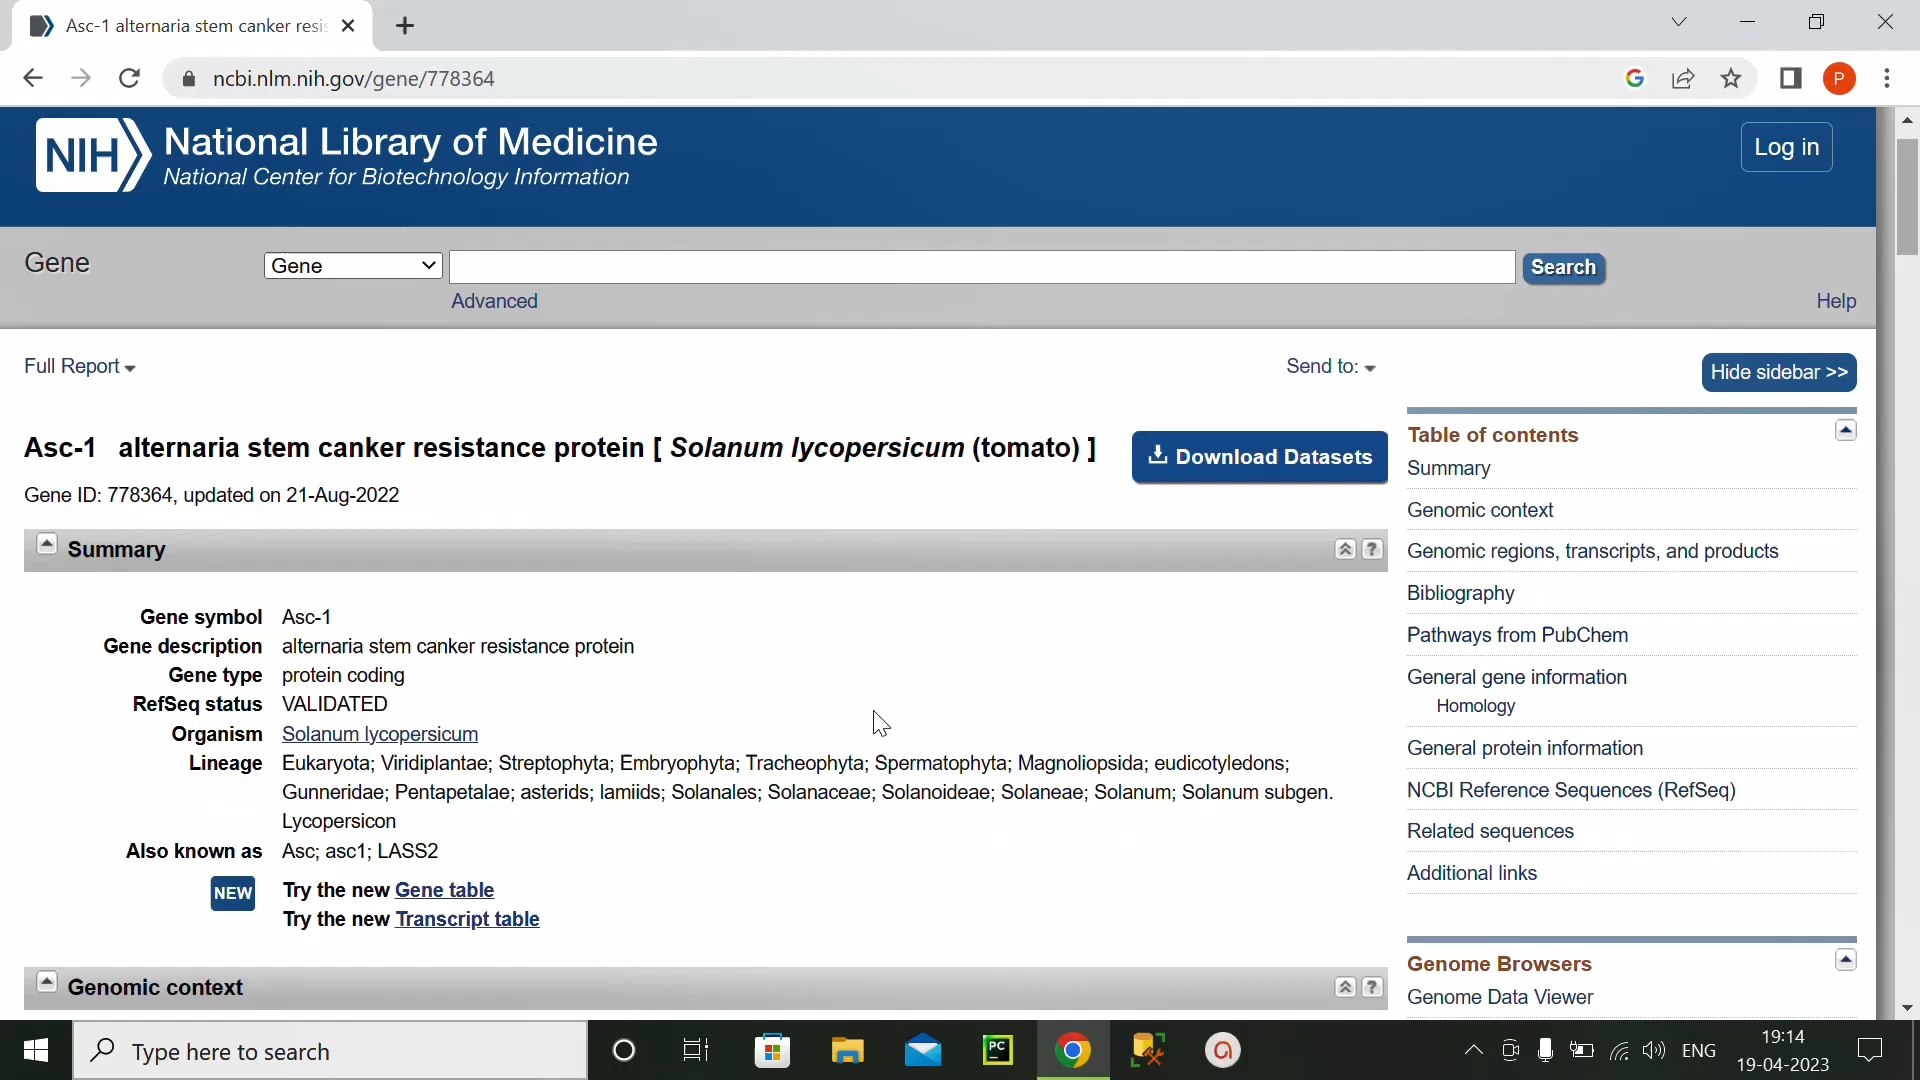 Asc-1 alternaria stem canker resis
ncbi.nlm.nih.gov/gene/778364
P
NIH National Library of Medicine
National Center for Biotechnology Information
Log in
Gene
Gene
Search
Advanced
Help
Full Report
Send to:
Hide sidebar >>
Asc-1 alternaria stem canker resistance protein [ Solanum lycopersicum (tomato) ]
Download Datasets
Gene ID: 778364, updated on 21-Aug-2022
Summary
?
Gene symbol Asc-1
Gene description alternaria stem canker resistance protein
Gene type protein coding
RefSeq status VALIDATED
Organism Solanum lycopersicum
Lineage Eukaryota; Viridiplantae; Streptophyta; Embryophyta; Tracheophyta; Spermatophyta; Magnoliopsida; eudicotyledons;
Gunneridae; Pentapetalae; asterids; lamiids; Solanales; Solanaceae; Solanoideae; Solaneae; Solanum; Solanum subgen.
Lycopersicon
Also known as Asc; asc1; LASS2
NEW Try the new Gene table
Try the new Transcript table
Genomic context
?
Table of contents
Summary
Genomic context
Genomic regions, transcripts, and products
Bibliography
Pathways from PubChem
General gene information
Homology
General protein information
NCBI Reference Sequences (RefSeq)
Related sequences
Additional links
Genome Browsers
Genome Data Viewer
Type here to search
PC
ENG
19:14
19-04-2023